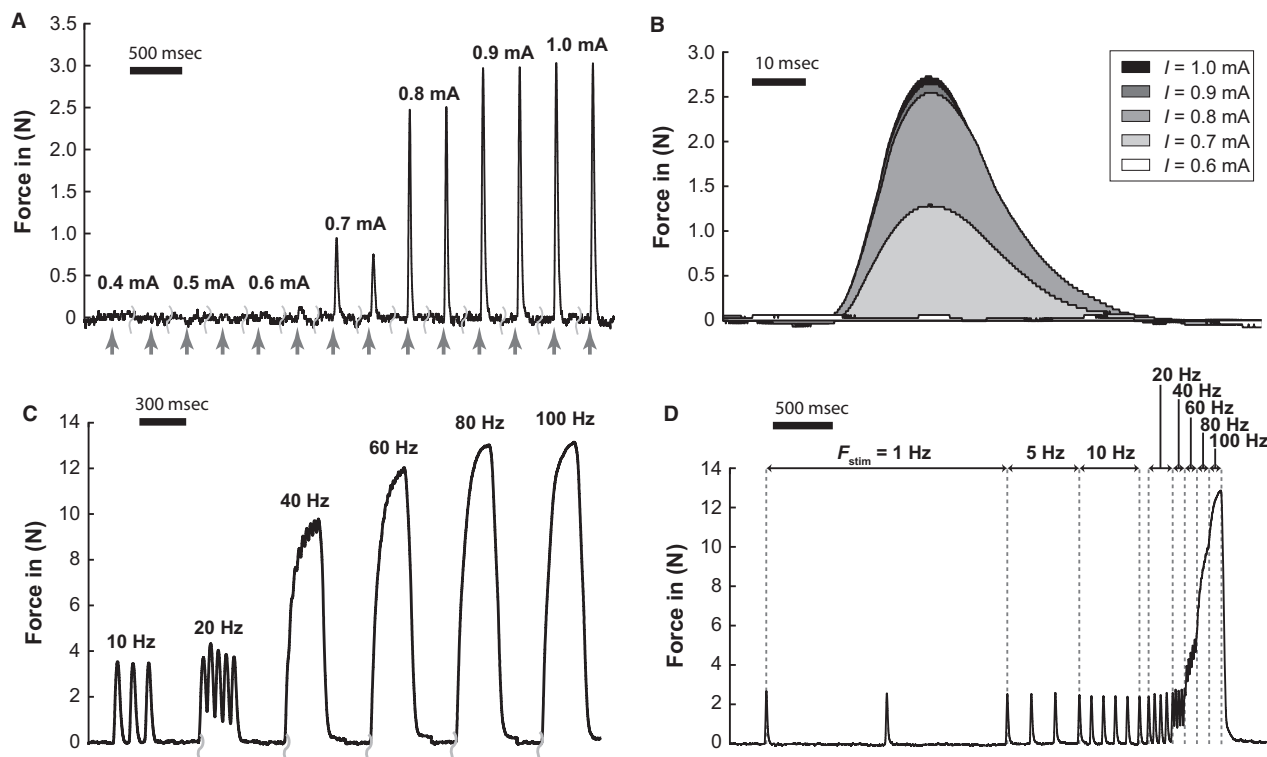 A
3.5
3.0
2.5
2.0
1.5
1.0
0.5
0
Force in (N)
500 msec
0.4 mA
0.5 mA
0.6 mA
0.7 mA
0.8 mA
0.9 mA
1.0 mA
B
3.0
2.5
2.0
1.5
1.0
0.5
0
Force in (N)
10 msec
I = 1.0 mA
I = 0.9 mA
I = 0.8 mA
I = 0.7 mA
I = 0.6 mA
C
14
12
10
8
6
4
2
0
Force in (N)
300 msec
10 Hz
20 Hz
40 Hz
60 Hz
80 Hz
100 Hz
D
14
12
10
8
6
4
2
0
Force in (N)
500 msec
Fstim = 1 Hz
5 Hz
10 Hz
20 Hz
40 Hz
60 Hz
80 Hz
100 Hz